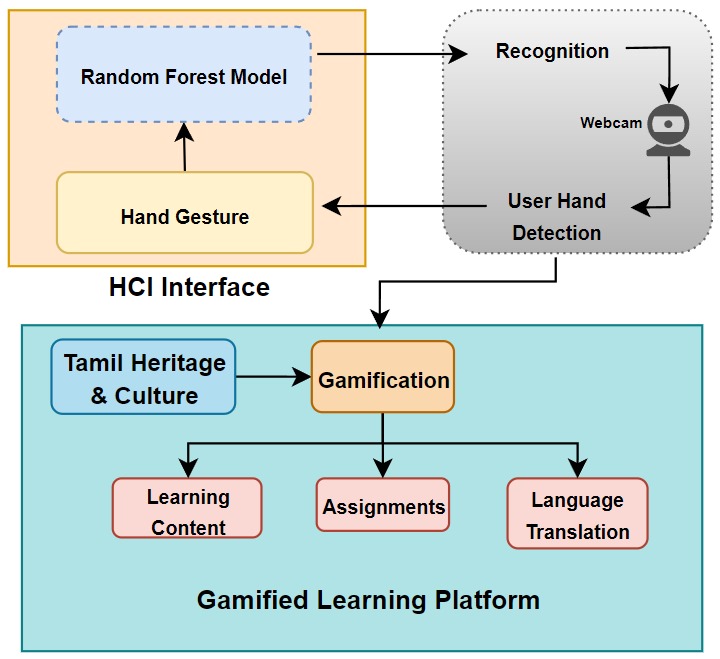 Random Forest Model
Hand Gesture
HCI Interface
Recognition
Webcam
User Hand
Detection
Tamil Heritage
& Culture
Gamification
Learning
Content
Assignments
Language
Translation
Gamified Learning Platform